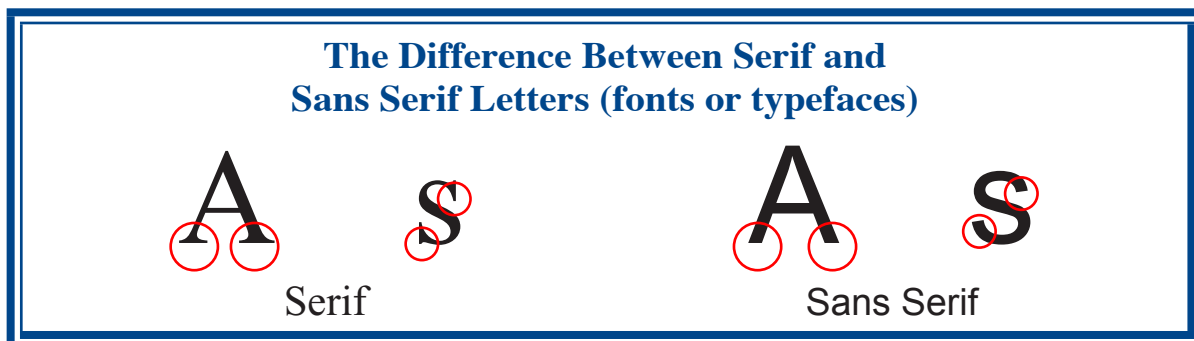 The Difference Between Serif and
Sans Serif Letters (fonts or typefaces)
A s A s
Serif Sans Serif